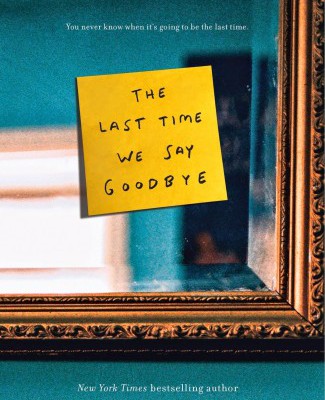 You never know when it's going to be the last time.
THE
LAST TIME
WE SAY
GOODBYE
New York Times bestselling author